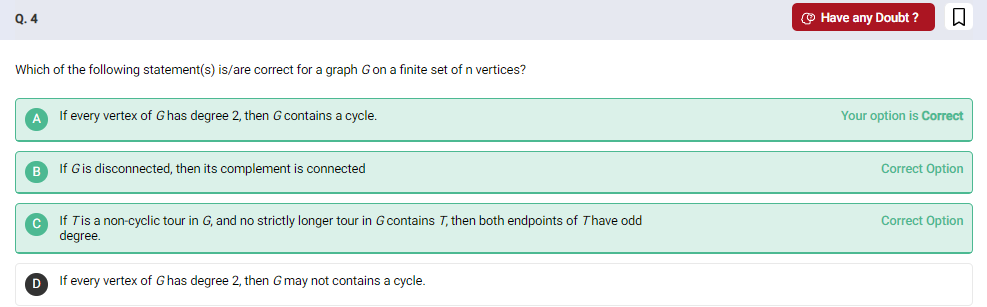 Q. 4
Have any Doubt ?
Which of the following statement(s) is/are correct for a graph G on a finite set of n vertices?
A
If every vertex of G has degree 2, then G contains a cycle.
Your option is Correct
B
If G is disconnected, then its complement is connected
Correct Option
C
If T is a non-cyclic tour in G, and no strictly longer tour in G contains T, then both endpoints of T have odd
degree.
Correct Option
D
If every vertex of G has degree 2, then G may not contains a cycle.